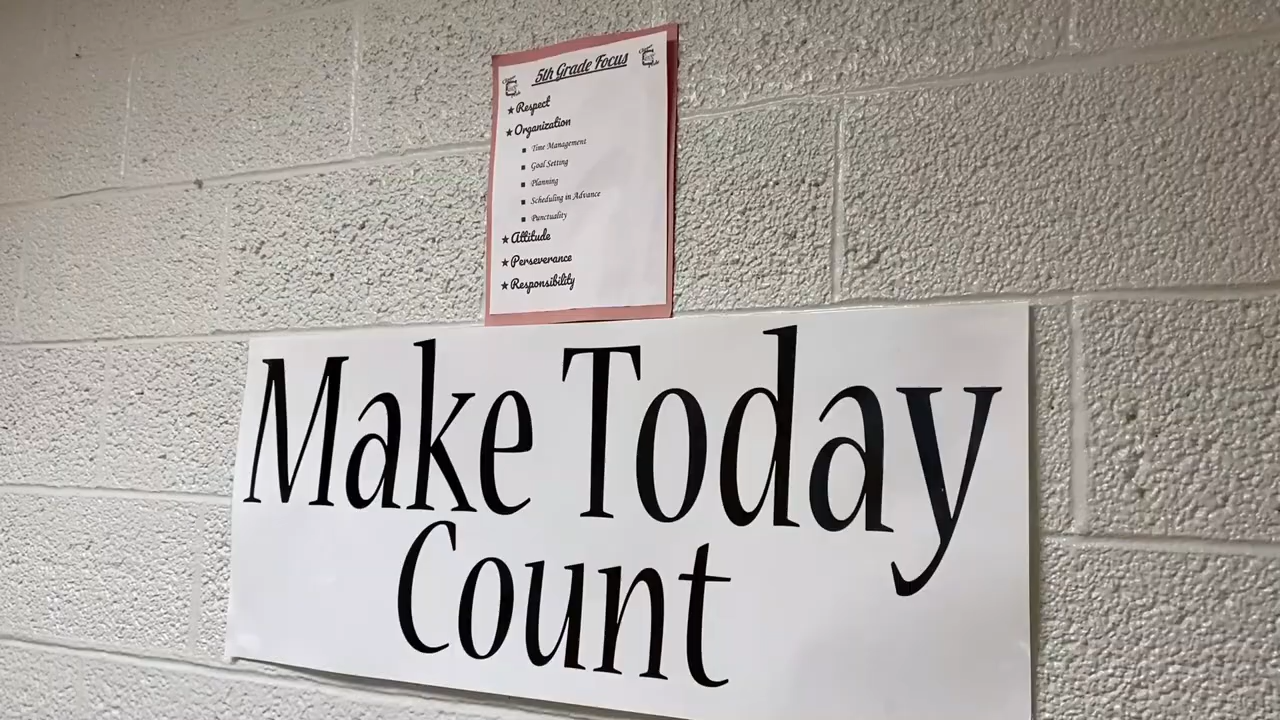 5th Grade Focus
★ Respect
★ Organization
▪ Time Management
▪ Goal Setting
▪ Planning
▪ Scheduling in Advance
▪ Punctuality
★ Attitude
★ Perseverance
★ Responsibility
Make Today
Count